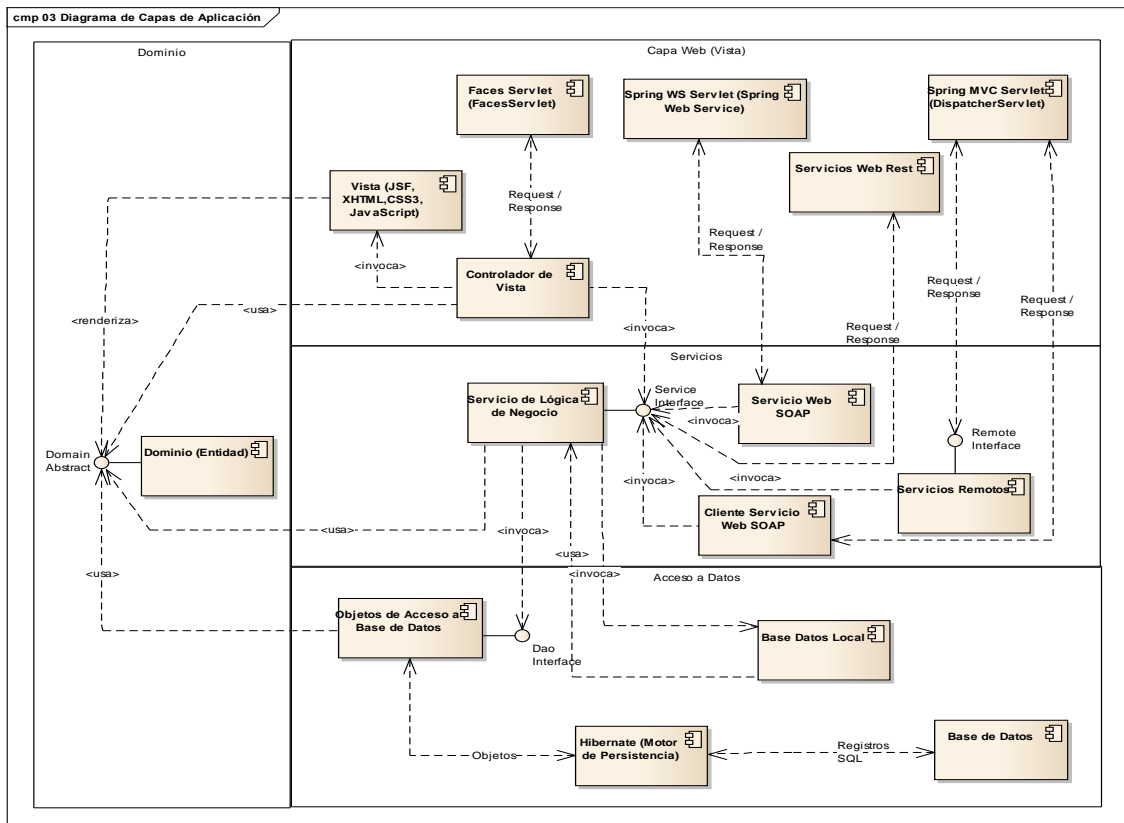 cmp 03 Diagrama de Capas de Aplicación
Dominio
Capa Web (Vista)
Faces Servlet
(FacesServlet)
Spring WS Servlet (Spring
Web Service)
Spring MVC Servlet
(DispatcherServlet)
Servicios Web Rest
Vista (JSF,
XHTML,CSS3,
JavaScript)
Request /
Response
Request /
Response
<invoca>
Controlador de
Vista
Request /
Response
Request /
Response
<renderiza>
<usa>
<invoca>
Request /
Response
Servicios
Servicio de Lógica
de Negocio
Service
Interface
Servicio Web
SOAP
<invoca>
Remote
Interface
Domain
Abstract
Dominio (Entidad)
<invoca>
<invoca>
Servicios Remotos
Cliente Servicio
Web SOAP
<usa>
<invoca>
<usa>
<usa>
<invoca>
Acceso a Datos
Objetos de Acceso a
Base de Datos
Dao
Interface
Base Datos Local
Hibernate (Motor
de Persistencia)
Objetos
Registros
SQL
Base de Datos